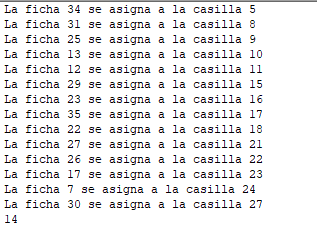 La ficha 34 se asigna a la casilla 5
La ficha 31 se asigna a la casilla 8
La ficha 25 se asigna a la casilla 9
La ficha 13 se asigna a la casilla 10
La ficha 12 se asigna a la casilla 11
La ficha 29 se asigna a la casilla 15
La ficha 23 se asigna a la casilla 16
La ficha 35 se asigna a la casilla 17
La ficha 22 se asigna a la casilla 18
La ficha 27 se asigna a la casilla 21
La ficha 26 se asigna a la casilla 22
La ficha 17 se asigna a la casilla 23
La ficha 7 se asigna a la casilla 24
La ficha 30 se asigna a la casilla 27
14